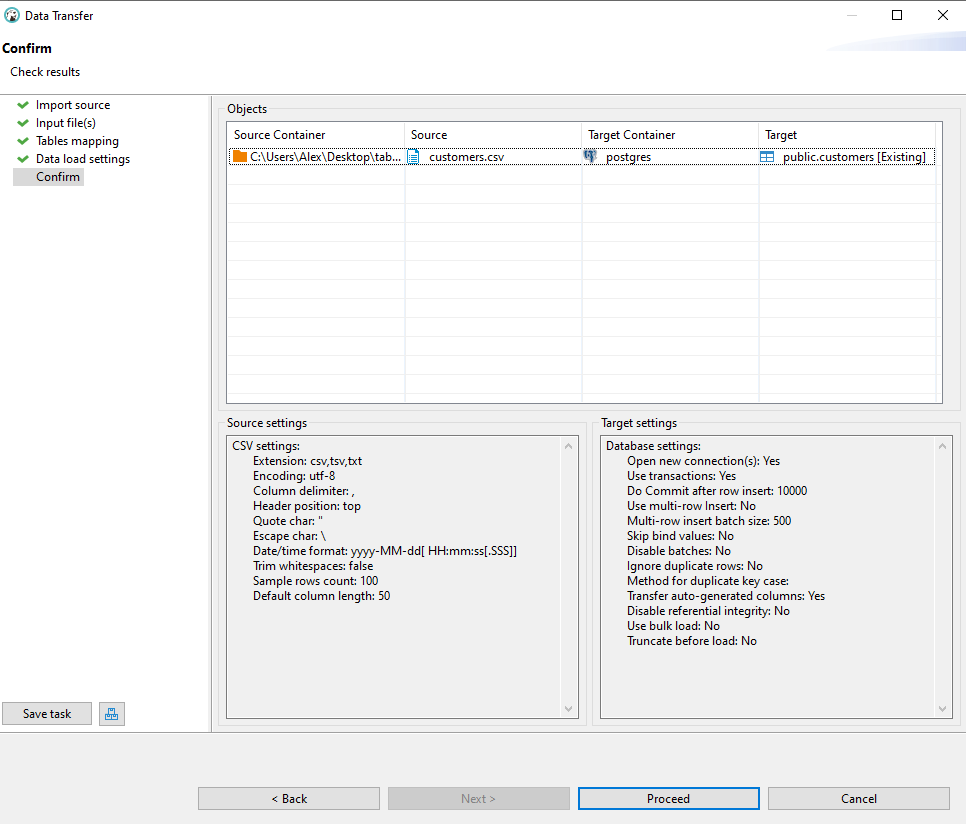 Data Transfer
Confirm
Check results
Import source
Input file(s)
Tables mapping
Data load settings
Confirm
Objects
Source Container Source Target Container Target
C:\Users\Alex\Desktop\tab... customers.csv postgres public.customers [Existing]
Source settings
CSV settings:
Extension: csv,tsv,txt
Encoding: utf-8
Column delimiter: ,
Header position: top
Quote char: "
Escape char: \
Date/time format: yyyy-MM-dd[ HH:mm:ss[.SSS]]
Trim whitespaces: false
Sample rows count: 100
Default column length: 50
Target settings
Database settings:
Open new connection(s): Yes
Use transactions: Yes
Do Commit after row insert: 10000
Use multi-row Insert: No
Multi-row insert batch size: 500
Skip bind values: No
Disable batches: No
Ignore duplicate rows: No
Method for duplicate key case:
Transfer auto-generated columns: Yes
Disable referential integrity: No
Use bulk load: No
Truncate before load: No
Save task
< Back Next > Proceed Cancel